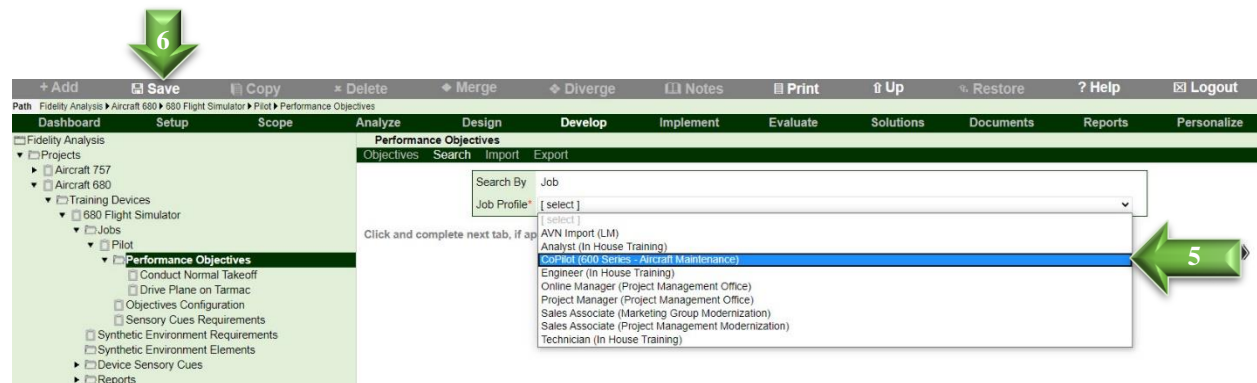 6
+ Add Save Copy × Delete Merge Diverge Notes Print Up Restore ? Help Logout
Path Fidelity Analysis Aircraft 680 680 Flight Simulator Pilot Performance Objectives
Dashboard Setup Scope Analyze Design Develop Implement Evaluate Solutions Documents Reports Personalize
Fidelity Analysis
Projects
Aircraft 757
Aircraft 680
Training Devices
680 Flight Simulator
Jobs
Pilot
Performance Objectives
Conduct Normal Takeoff
Drive Plane on Tarmac
Objectives Configuration
Sensory Cues Requirements
Synthetic Environment Requirements
Synthetic Environment Elements
Device Sensory Cues
Reports
Performance Objectives
Objectives Search Import Export
Search By Job
Job Profile* [ select ]
Click and complete next tab, if ap
[ select ]
AVN Import (LM)
Analyst (In House Training)
CoPilot (600 Series - Aircraft Maintenance)
Engineer (In House Training)
Online Manager (Project Management Office)
Project Manager (Project Management Office)
Sales Associate (Marketing Group Modernization)
Sales Associate (Project Management Modernization)
Technician (In House Training)
5